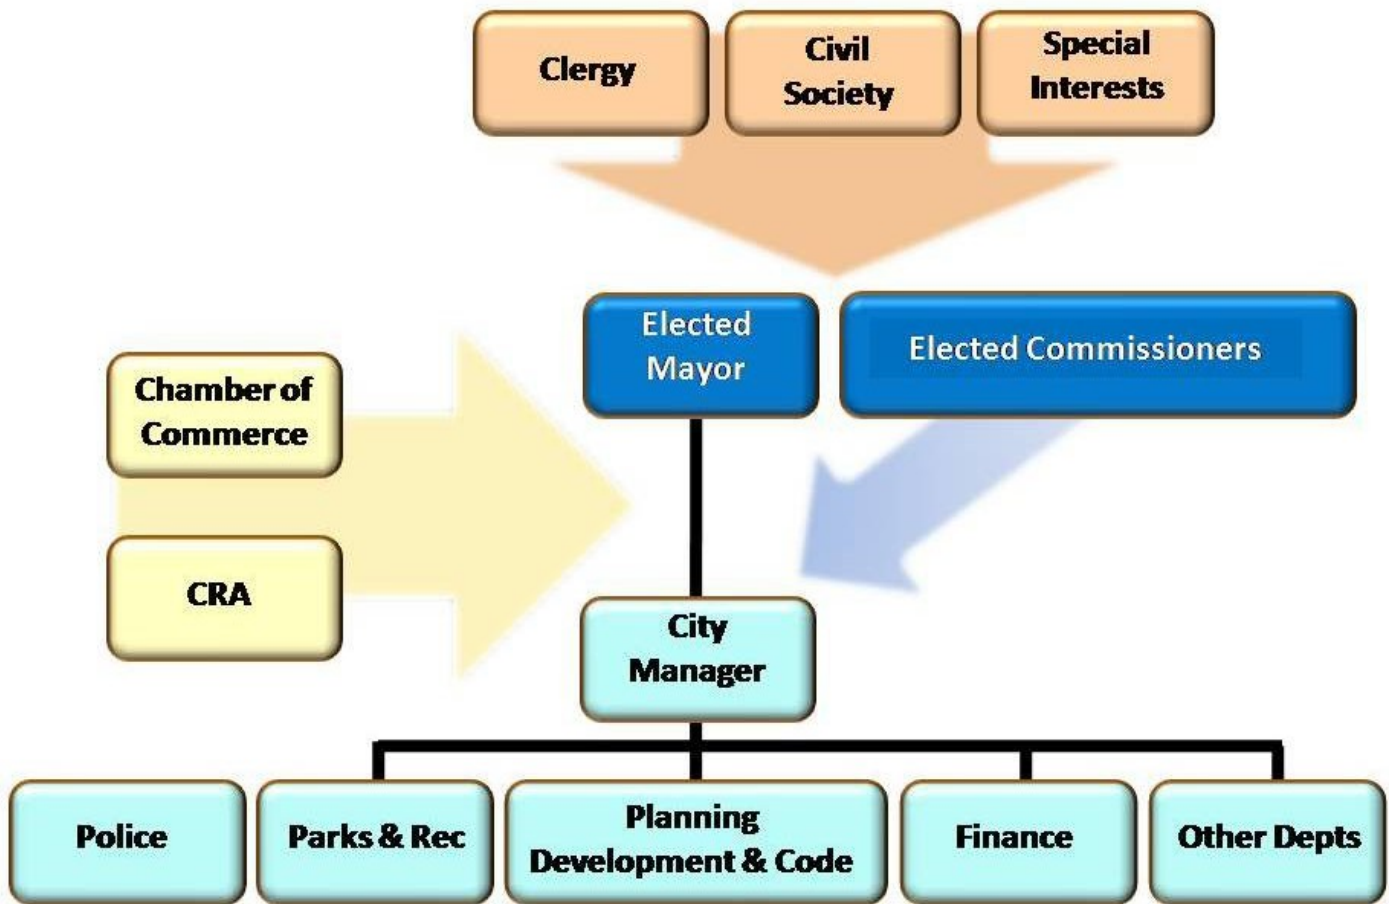 Clergy
Civil
Society
Special
Interests
Elected
Mayor
Elected Commissioners
Chamber of
Commerce
CRA
City
Manager
Police
Parks & Rec
Planning
Development & Code
Finance
Other Depts